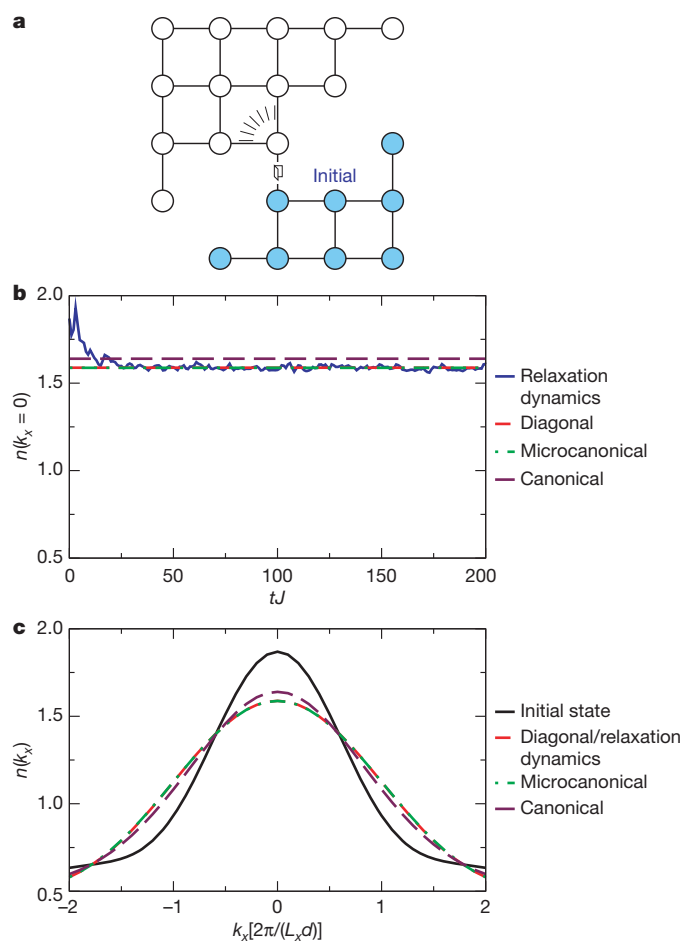 a
Initial
b
2.0
1.5
1.0
0.5
n(kₓ = 0)
0
50
100
150
200
tJ
Relaxation
dynamics
Diagonal
Microcanonical
Canonical
c
2.0
1.5
1.0
0.5
n(kₓ)
−2
−1
0
1
2
kₓ[2π/(Lₓd)]
Initial state
Diagonal/relaxation
dynamics
Microcanonical
Canonical